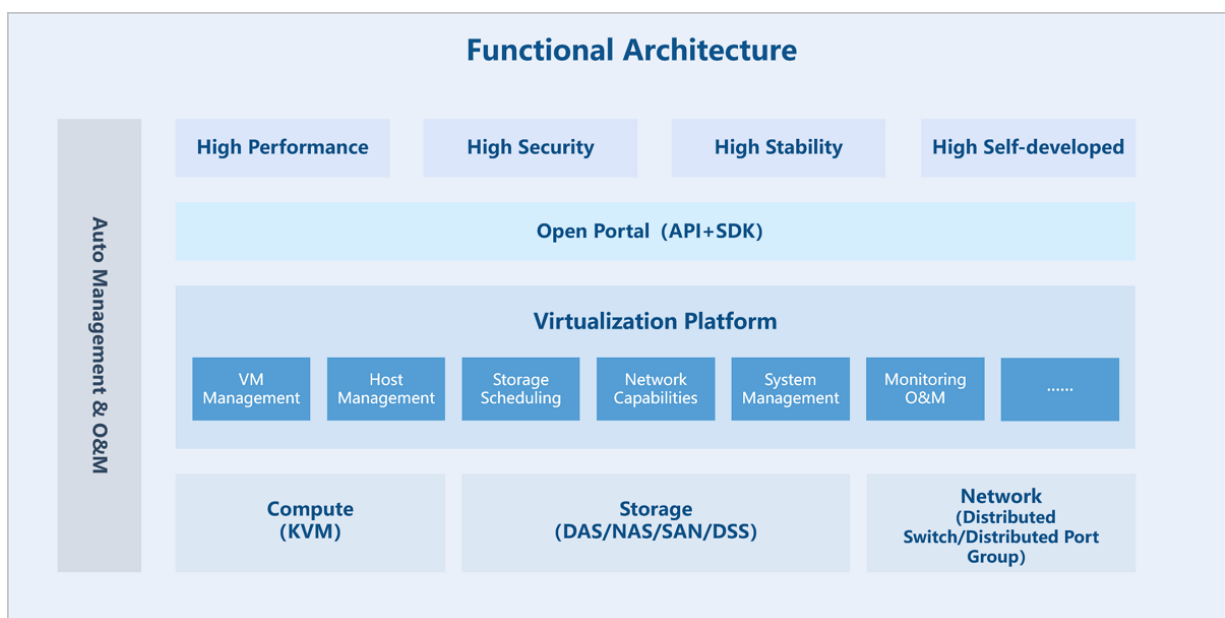 Functional Architecture
Auto Management & O&M
High Performance
High Security
High Stability
High Self-developed
Open Portal (API+SDK)
Virtualization Platform
VM
Management
Host
Management
Storage
Scheduling
Network
Capabilities
System
Management
Monitoring
O&M
......
Compute
(KVM)
Storage
(DAS/NAS/SAN/DSS)
Network
(Distributed
Switch/Distributed Port
Group)